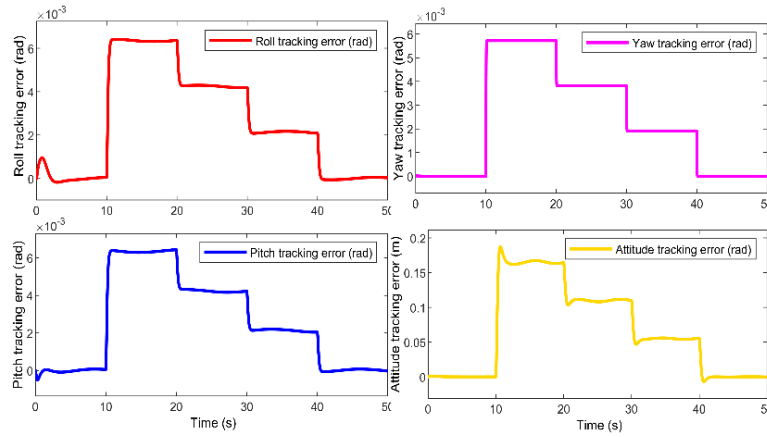 ×10⁻³
Roll tracking error (rad)
6
4
2
0
Roll tracking error (rad)
0 10 20 30 40 50
×10⁻³
Yaw tracking error (rad)
6
4
2
0
Yaw tracking error (rad)
0 10 20 30 40 50
×10⁻³
Pitch tracking error (rad)
6
4
2
0
Pitch tracking error (rad)
0 10 20 30 40 50
Time (s)
Attitude tracking error (m)
0.2
0.15
0.1
0.05
0
Attitude tracking error (rad)
0 10 20 30 40 50
Time (s)